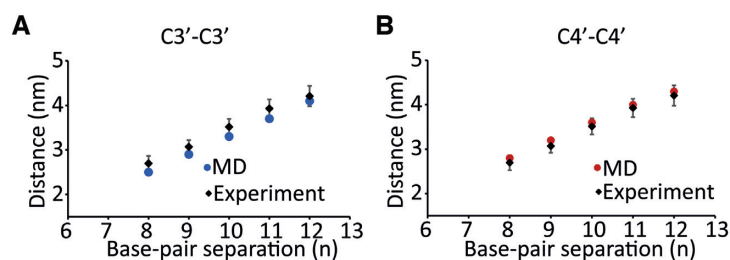 A
C3’-C3’
5
4
3
2
Distance (nm)
MD
Experiment
6 7 8 9 10 11 12 13
Base-pair separation (n)
B
C4’-C4’
5
4
3
2
Distance (nm)
MD
Experiment
6 7 8 9 10 11 12 13
Base-pair separation (n)